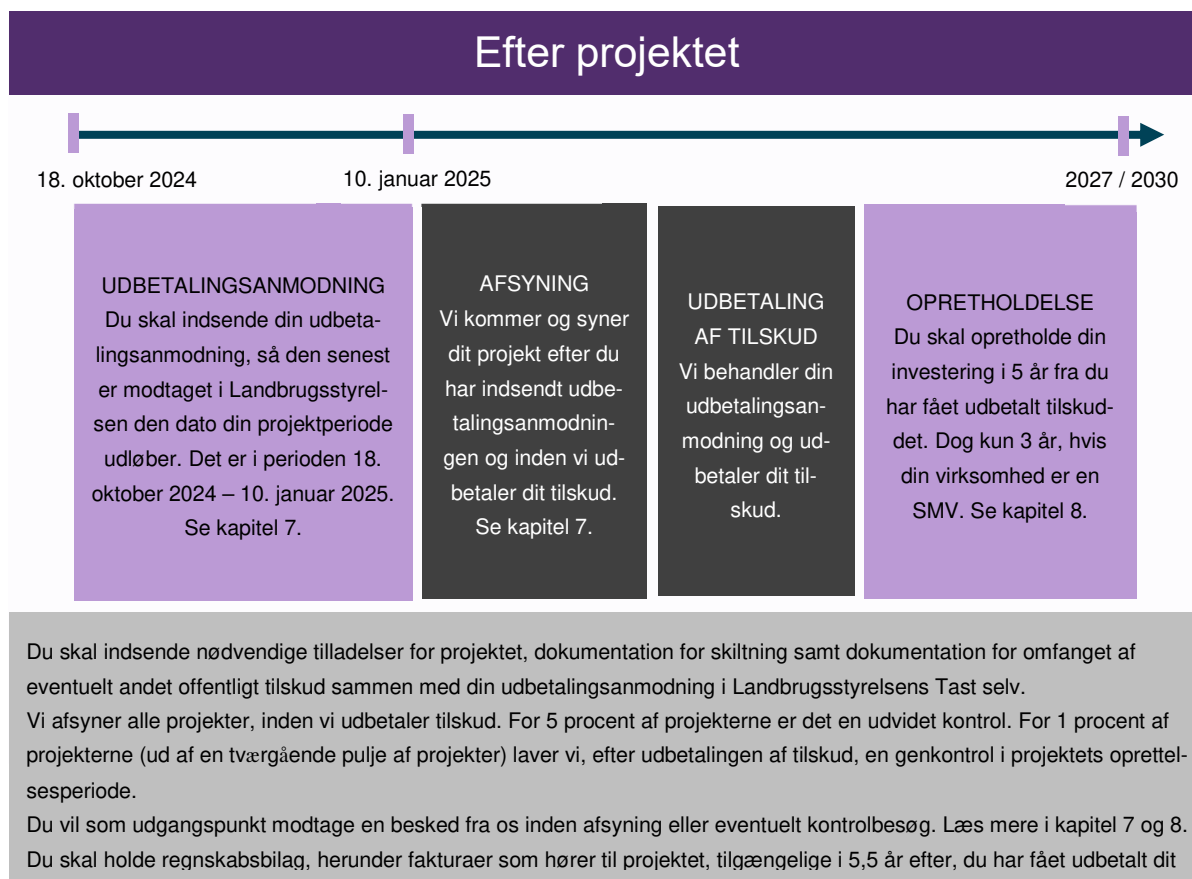 Efter projektet
18. oktober 2024
10. januar 2025
2027 / 2030
UDBETALINGSANMODNING
Du skal indsende din udbeta-
lingsanmodning, så den senest
er modtaget i Landbrugsstyrel-
sen den dato din projektperiode
udløber. Det er i perioden 18.
oktober 2024 – 10. januar 2025.
Se kapitel 7.
AFSYNING
Vi kommer og syner
dit projekt efter du
har indsendt udbe-
talingsanmodnin-
gen og inden vi ud-
betaler dit tilskud.
Se kapitel 7.
UDBETALING
AF TILSKUD
Vi behandler din
udbetalingsan-
modning og ud-
betaler dit til-
skud.
OPRETHOLDELSE
Du skal opretholde din
investering i 5 år fra du
har fået udbetalt tilskud-
det. Dog kun 3 år, hvis
din virksomhed er en
SMV. Se kapitel 8.
Du skal indsende nødvendige tilladelser for projektet, dokumentation for skiltning samt dokumentation for omfanget af
eventuelt andet offentligt tilskud sammen med din udbetalingsanmodning i Landbrugsstyrelsens Tast selv.
Vi afsyner alle projekter, inden vi udbetaler tilskud. For 5 procent af projekterne er det en udvidet kontrol. For 1 procent af
projekterne (ud af en tværgående pulje af projekter) laver vi, efter udbetalingen af tilskud, en genkontrol i projektets oprettel-
sesperiode.
Du vil som udgangspunkt modtage en besked fra os inden afsyning eller eventuelt kontrolbesøg. Læs mere i kapitel 7 og 8.
Du skal holde regnskabsbilag, herunder fakturaer som hører til projektet, tilgængelige i 5,5 år efter, du har fået udbetalt dit